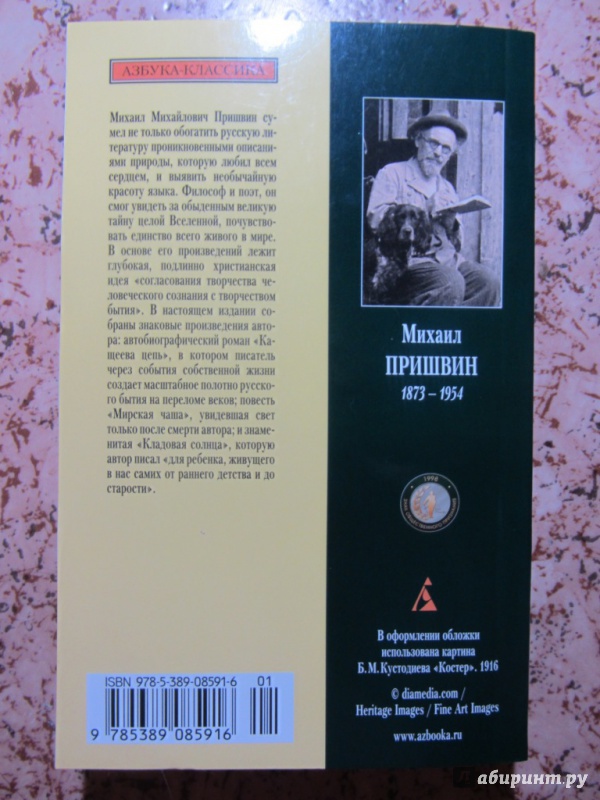 АЗБУКА-КЛАССИКА
Михаил Михайлович Пришвин су-
мел не только обогатить русскую ли-
тературу проникновенными описани-
ями природы, которую любил всем
сердцем, и выявить необычайную
красоту языка. Философ и поэт, он
смог увидеть за обыденным великую
тайну целой Вселенной, почувство-
вать единство всего живого в мире.
В основе его произведений лежит
глубокая, подлинно христианская
идея «согласования творчества че-
ловеческого сознания с творчеством
бытия». В настоящем издании со-
браны знаковые произведения авто-
ра: автобиографический роман «Ка-
щеева цепь», в котором писатель
через события собственной жизни
создает масштабное полотно русско-
го бытия на переломе веков; повесть
«Мирская чаша», увидевшая свет
только после смерти автора; и знаме-
нитая «Кладовая солнца», которую
автор писал «для ребенка, живущего
в нас самих от раннего детства и до
старости».
ISBN 978-5-389-08591-6 01
9 785389 085916
Михаил
ПРИШВИН
1873 – 1954
1996
В оформлении обложки
использована картина
Б. М. Кустодиева «Костер». 1916
© diamedia.com /
Heritage Images / Fine Art Images
www.azbooka.ru
абиринт.ру